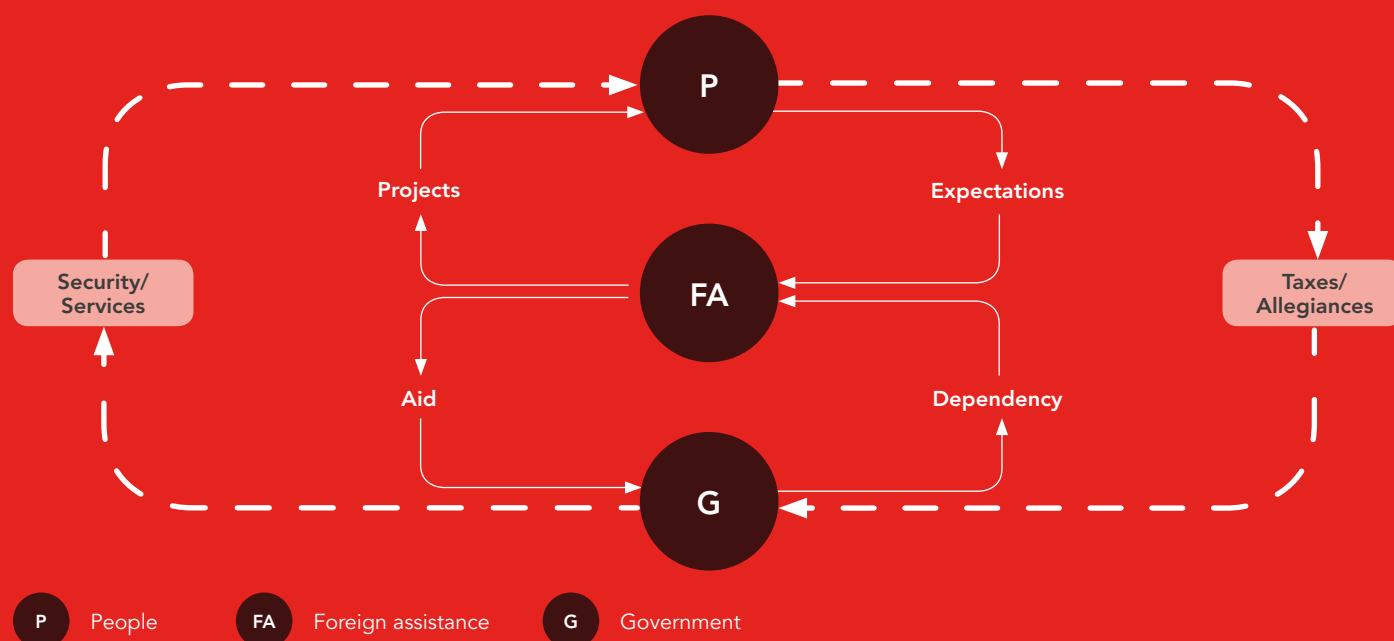 P
Projects
Expectations
Security/
Services
FA
Taxes/
Allegiances
Aid
Dependency
G
P People
FA Foreign assistance
G Government